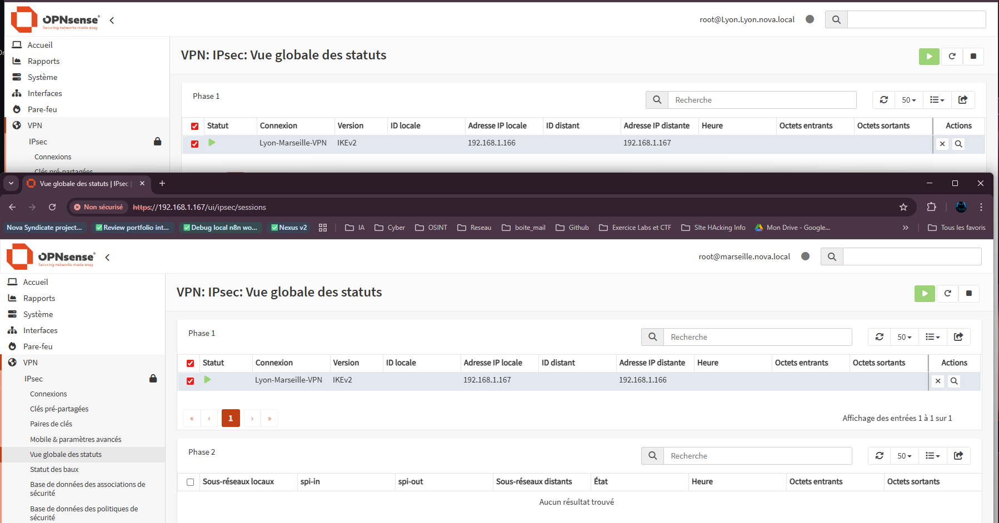 OPNsense®
Securing networks made easy
root@Lyon.Lyon.nova.local
Accueil
Rapports
Système
Interfaces
Pare-feu
VPN
IPsec
Connexions
Clés pré-partagées
VPN: IPsec: Vue globale des statuts
Phase 1
Recherche
50
Statut Connexion Version ID locale Adresse IP locale ID distant Adresse IP distante Heure Octets entrants Octets sortants Actions
Lyon-Marseille-VPN IKEv2 192.168.1.166 192.168.1.167
Vue globale des statuts | IPsec |
Non sécurisé https://192.168.1.167/ui/ipsec/sessions
Nova Syndicate project... Review portfolio int... Debug local n8n wo... Nexus v2 IA Cyber OSINT Reseau boite_mail Github Exercice Labs et CTF SIte HAcking Info Mon Drive - Google... » Tous les favoris
OPNsense®
Securing networks made easy
root@marseille.nova.local
Accueil
Rapports
Système
Interfaces
Pare-feu
VPN
IPsec
Connexions
Clés pré-partagées
Paires de clés
Mobile & paramètres avancés
Vue globale des statuts
Statut des baux
Base de données des associations de
sécurité
Base de données des politiques de
sécurité
VPN: IPsec: Vue globale des statuts
Phase 1
Recherche
50
Statut Connexion Version ID locale Adresse IP locale ID distant Adresse IP distante Heure Octets entrants Octets sortants Actions
Lyon-Marseille-VPN IKEv2 192.168.1.167 192.168.1.166
« ‹ 1 › »
Affichage des entrées 1 à 1 sur 1
Phase 2
Recherche
50
Sous-réseaux locaux spi-in spi-out Sous-réseaux distants État Heure Octets entrants Octets sortants
Aucun résultat trouvé